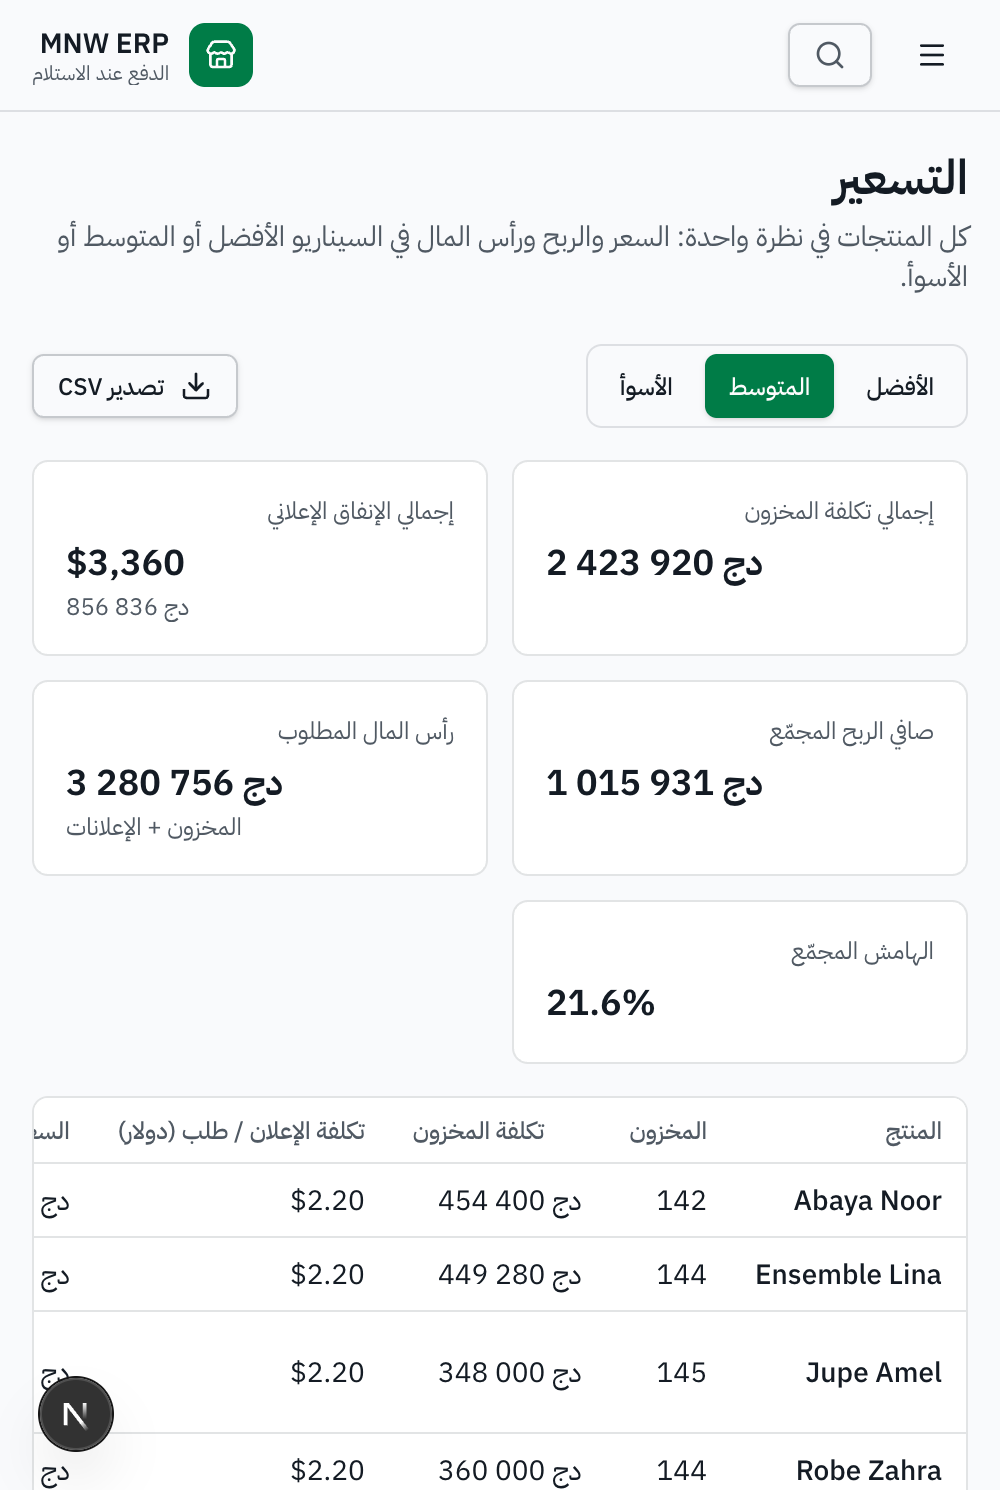 MNW ERP
الدفع عند الاستلام
التسعير
كل المنتجات في نظرة واحدة: السعر والربح ورأس المال في السيناريو الأفضل أو المتوسط أو
الأسوأ.
الأفضل
المتوسط
الأسوأ
تصدير CSV
إجمالي تكلفة المخزون
2 423 920 دج
إجمالي الإنفاق الإعلاني
$3,360
856 836 دج
صافي الربح المجمّع
1 015 931 دج
رأس المال المطلوب
3 280 756 دج
المخزون + الإعلانات
الهامش المجمّع
21.6%
المنتج المخزون تكلفة المخزون تكلفة الإعلان / طلب (دولار)
Abaya Noor 142 454 400 دج $2.20 دج
Ensemble Lina 144 449 280 دج $2.20 دج
Jupe Amel 145 348 000 دج $2.20 دج
Robe Zahra 144 360 000 دج $2.20 دج
N